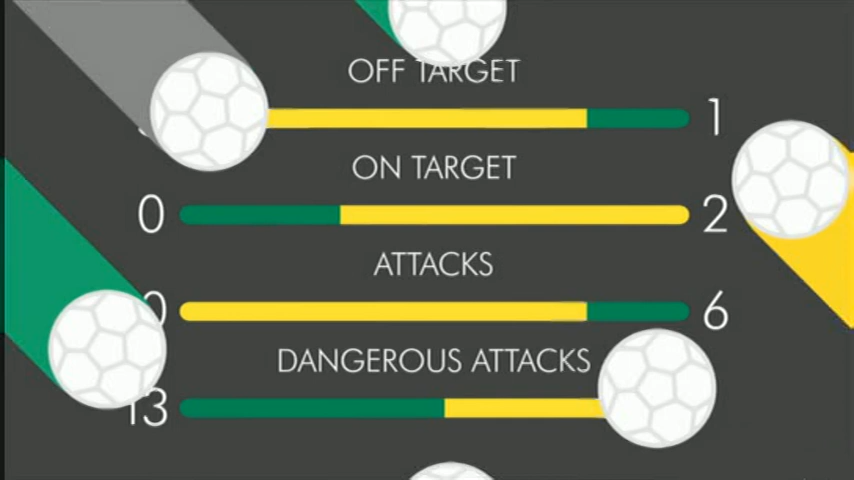 OFF TARGET
1
ON TARGET
0 2
ATTACKS
6
DANGEROUS ATTACKS
13